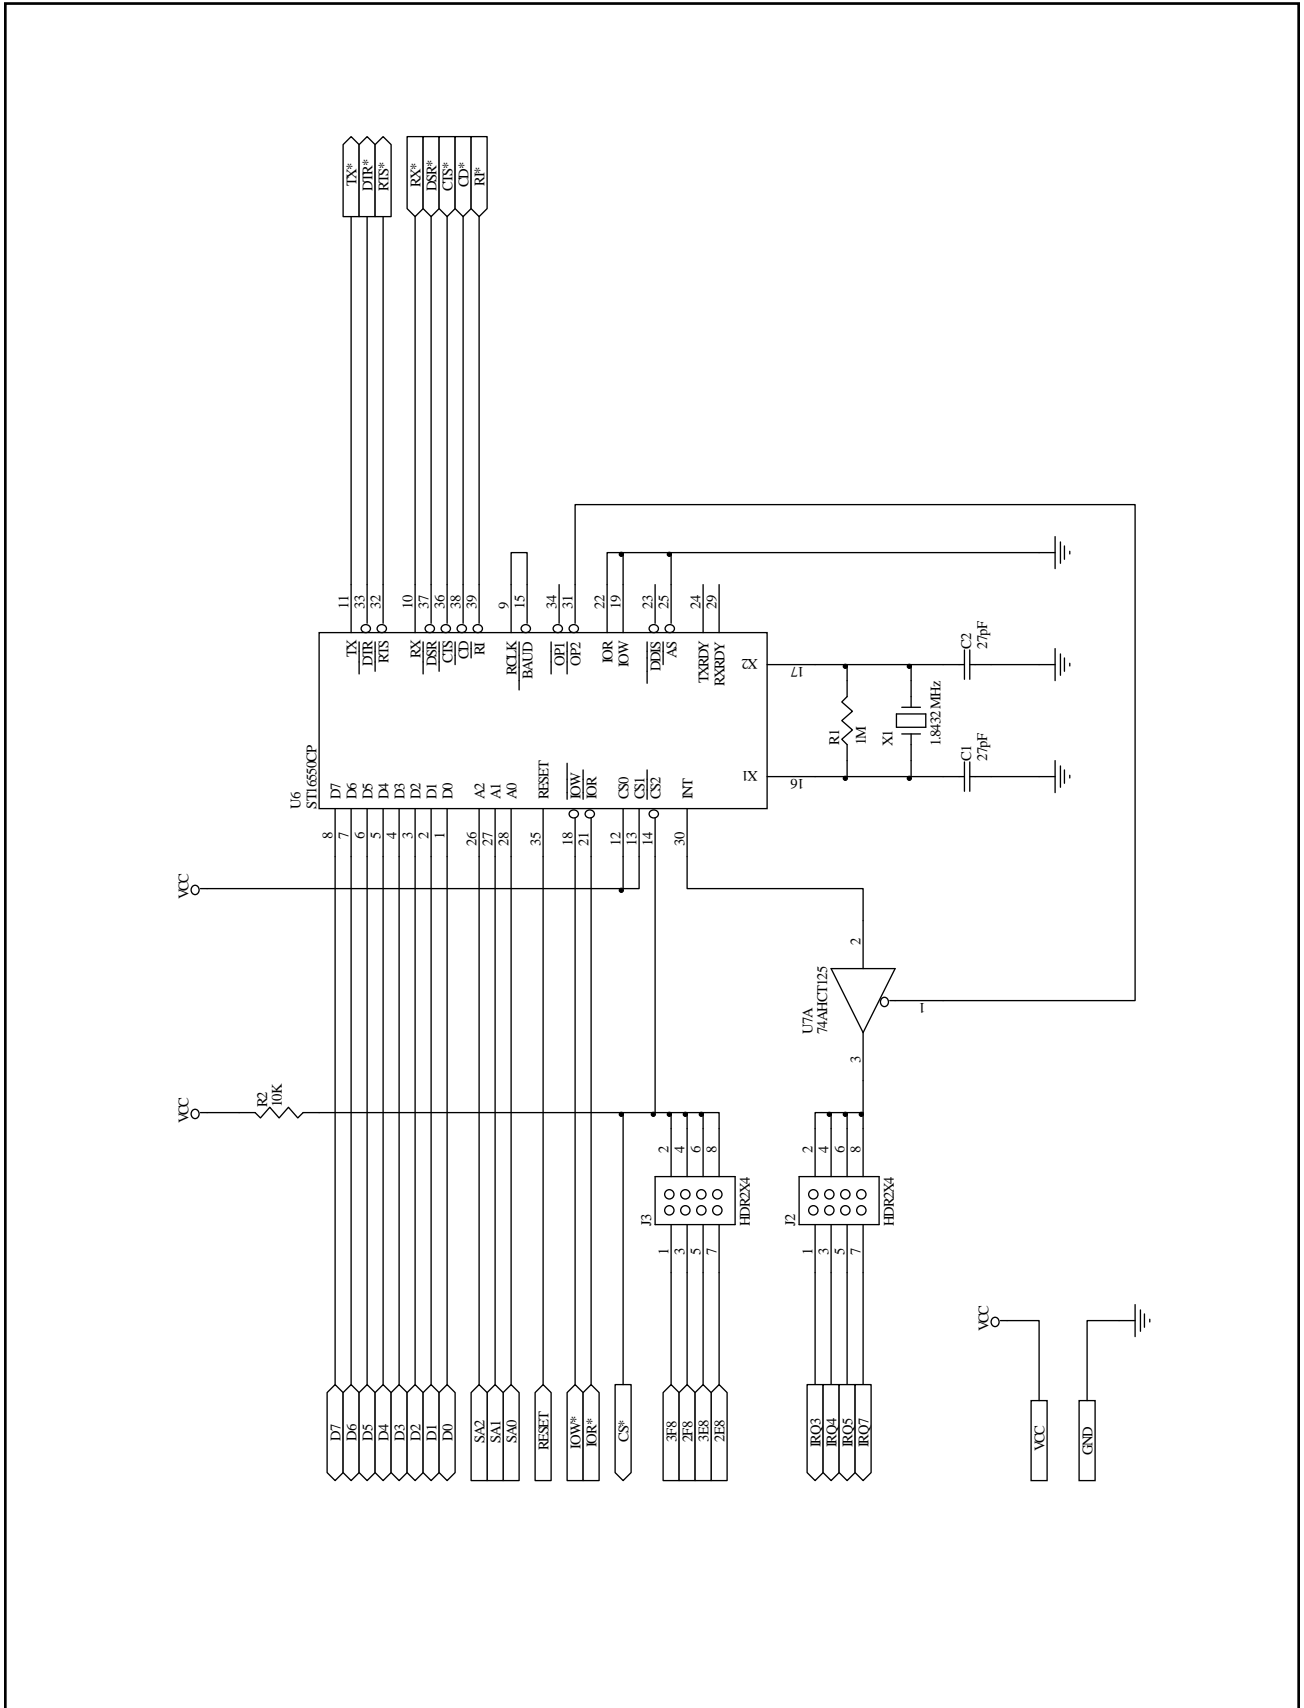 TX*
DTR*
RTS*
RX*
DSR*
CTS*
CD*
RI*
11
33
32
10
37
36
38
39
9
15
34
31
22
19
23
25
24
29
U6
ST16550CP
TX
DTR
RTS
RX
DSR
CTS
CD
RI
RCLK
BAUD
OP1
OP2
IOR
IOW
DDIS
AS
TXRDY
RXRDY
X2
X1
D7
D6
D5
D4
D3
D2
D1
D0
A2
A1
A0
RESET
IOW
IOR
CS0
CS1
CS2
INT
8
7
6
5
4
3
2
1
26
27
28
35
18
21
12
13
14
30
17
16
R1
1M
X1
1.8432 MHz
C2
27pF
C1
27pF
VCC
VCC
R2
10K
U7A
74AHCT125
2
1
3
J3
HDR2X4
2
4
6
8
1
3
5
7
J2
HDR2X4
2
4
6
8
1
3
5
7
D7
D6
D5
D4
D3
D2
D1
D0
SA2
SA1
SA0
RESET
IOW*
IOR*
CS*
3F8
2F8
3E8
2E8
IRQ3
IRQ4
IRQ5
IRQ7
VCC
VCC
GND